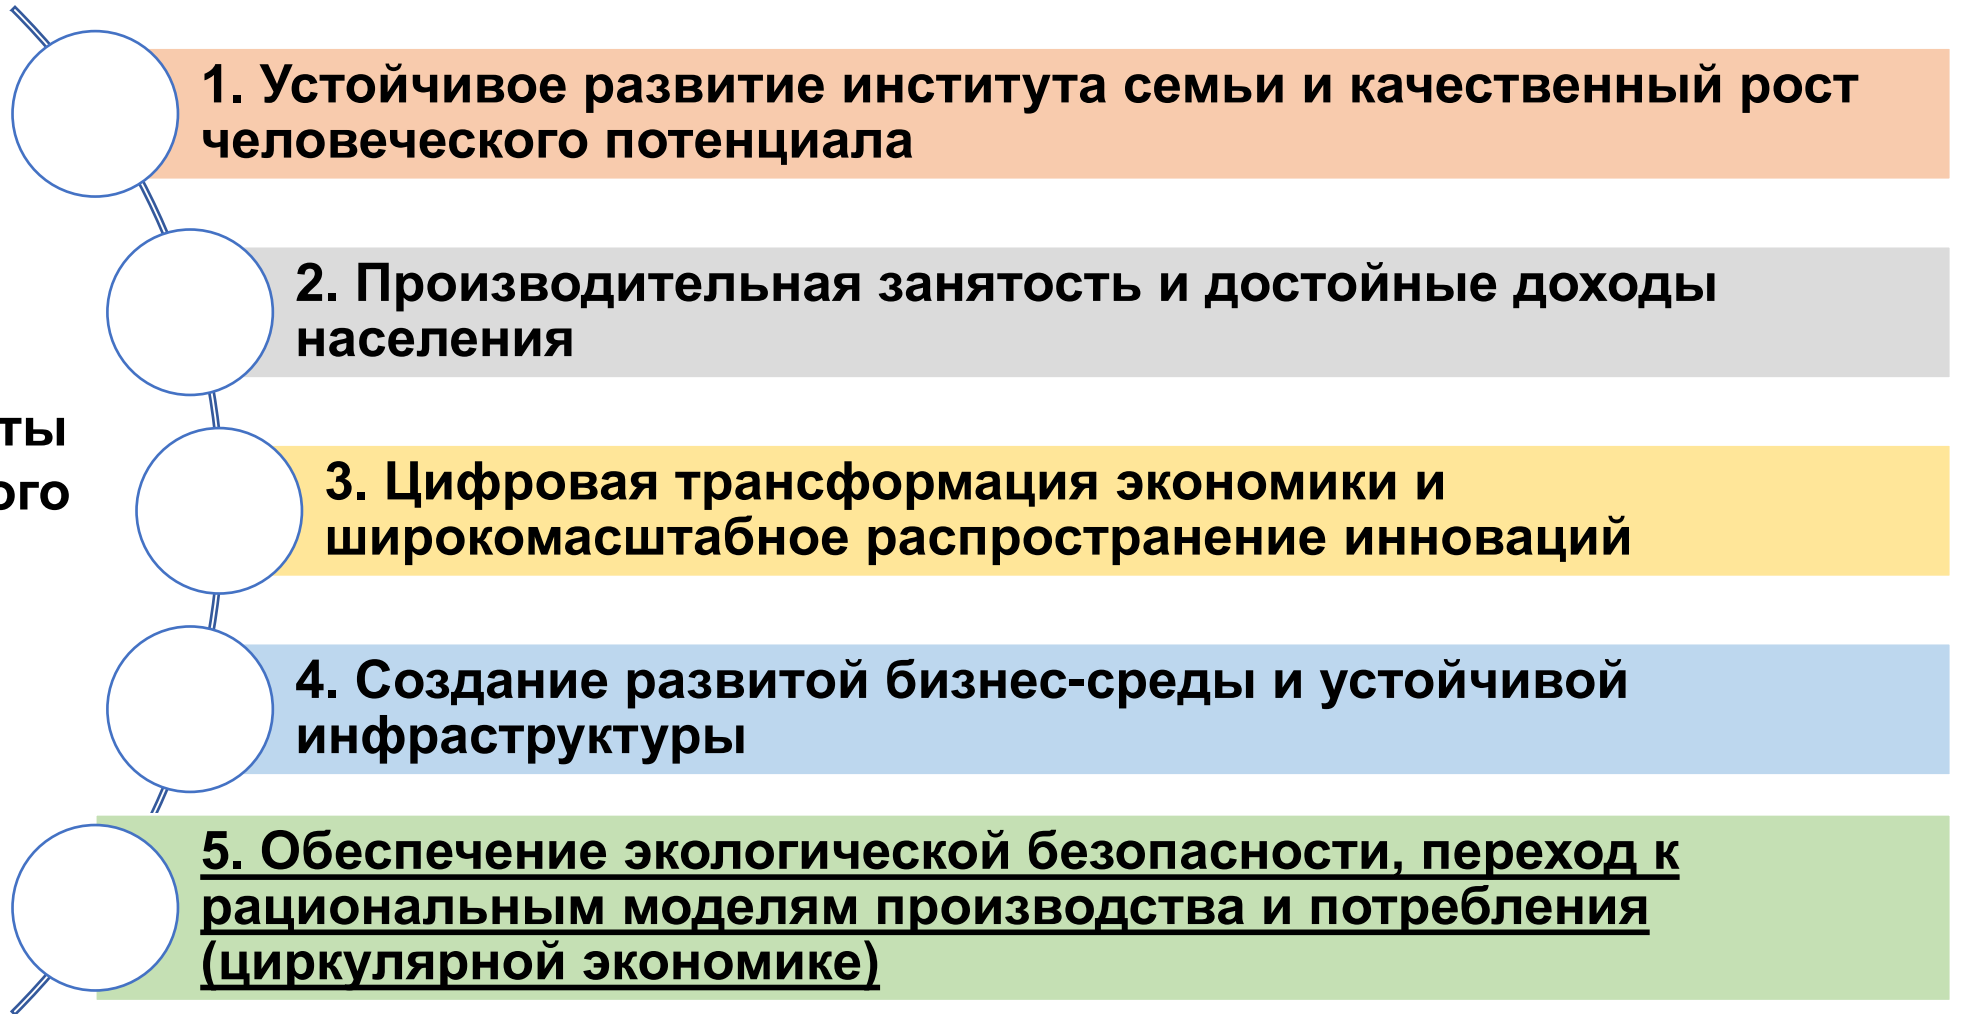 1. Устойчивое развитие института семьи и качественный рост
человеческого потенциала
2. Производительная занятость и достойные доходы
населения
ты
ого
3. Цифровая трансформация экономики и
широкомасштабное распространение инноваций
4. Создание развитой бизнес-среды и устойчивой
инфраструктуры
5. Обеспечение экологической безопасности, переход к
рациональным моделям производства и потребления
(циркулярной экономике)